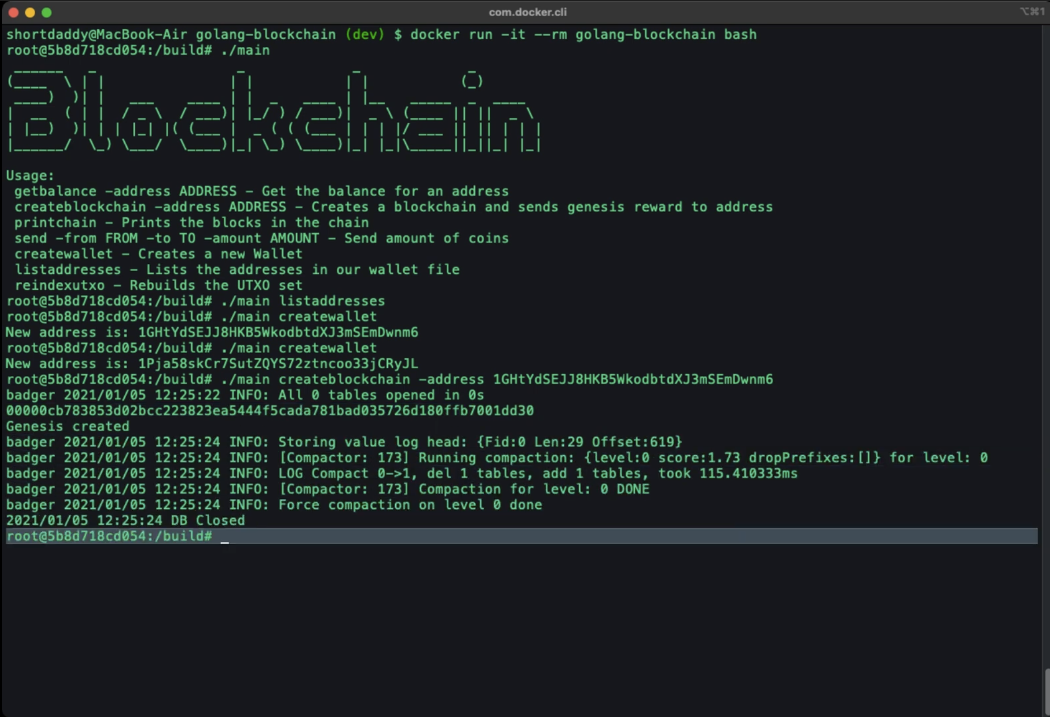 com.docker.cli
⌥⌘1
shortdaddy@MacBook-Air golang-blockchain (dev) $ docker run -it --rm golang-blockchain bash
root@5b8d718cd054:/build# ./main
Blockchain
Usage:
getbalance -address ADDRESS - Get the balance for an address
createblockchain -address ADDRESS - Creates a blockchain and sends genesis reward to address
printchain - Prints the blocks in the chain
send -from FROM -to TO -amount AMOUNT - Send amount of coins
createwallet - Creates a new Wallet
listaddresses - Lists the addresses in our wallet file
reindexutxo - Rebuilds the UTXO set
root@5b8d718cd054:/build# ./main listaddresses
root@5b8d718cd054:/build# ./main createwallet
New address is: 1GHtYdSEJJ8HKB5WkodbtdXJ3mSEmDwnm6
root@5b8d718cd054:/build# ./main createwallet
New address is: 1Pja58skCr7SutZQYS72ztncoo33jCRyJL
root@5b8d718cd054:/build# ./main createblockchain -address 1GHtYdSEJJ8HKB5WkodbtdXJ3mSEmDwnm6
badger 2021/01/05 12:25:22 INFO: All 0 tables opened in 0s
00000cb783853d02bcc223823ea5444f5cada781bad035726d180ffb7001dd30
Genesis created
badger 2021/01/05 12:25:24 INFO: Storing value log head: {Fid:0 Len:29 Offset:619}
badger 2021/01/05 12:25:24 INFO: [Compactor: 173] Running compaction: {level:0 score:1.73 dropPrefixes:[]} for level: 0
badger 2021/01/05 12:25:24 INFO: LOG Compact 0->1, del 1 tables, add 1 tables, took 115.410333ms
badger 2021/01/05 12:25:24 INFO: [Compactor: 173] Compaction for level: 0 DONE
badger 2021/01/05 12:25:24 INFO: Force compaction on level 0 done
2021/01/05 12:25:24 DB Closed
root@5b8d718cd054:/build# _